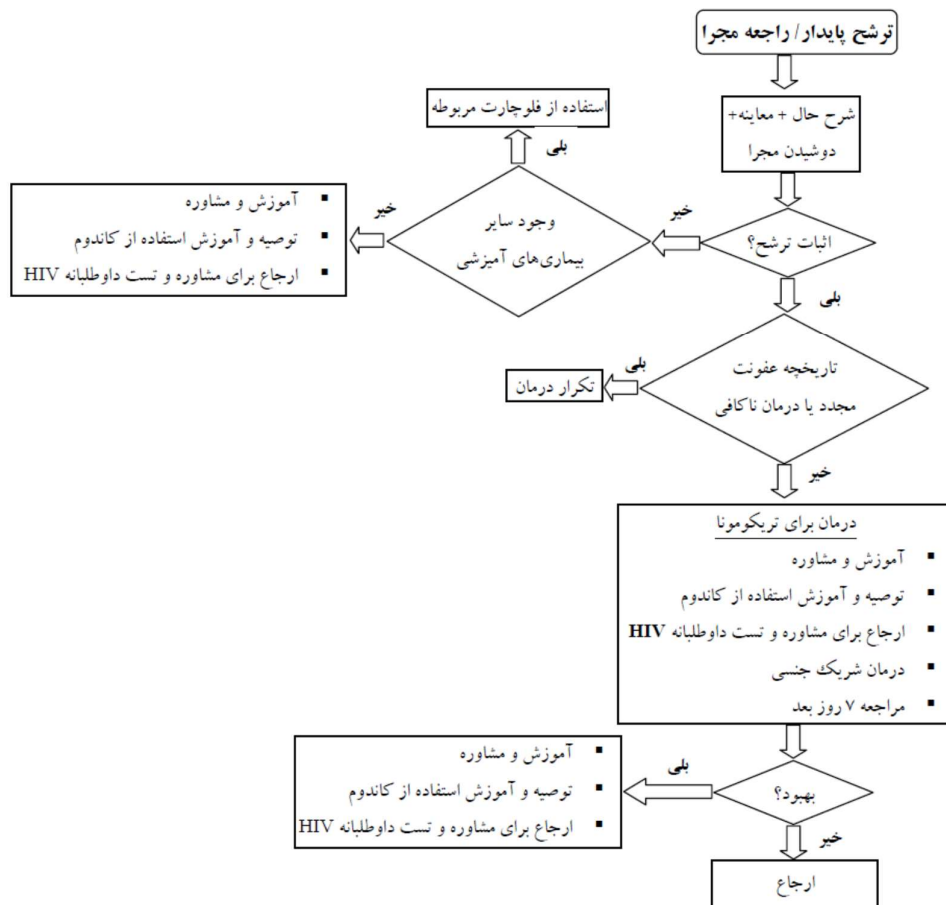 ترشح پایدار/ راجعه مجرا
شرح حال + معاینه+
دوشیدن مجرا
اثبات ترشح؟
خیر
وجود سایر
بیماری‌های آمیزشی
بلی
استفاده از فلوچارت مربوطه
خیر
▪ آموزش و مشاوره
▪ توصیه و آموزش استفاده از کاندوم
▪ ارجاع برای مشاوره و تست داوطلبانه HIV
بلی
تاریخچه عفونت
مجدد یا درمان ناکافی
بلی
تکرار درمان
خیر
درمان برای تریکومونا
▪ آموزش و مشاوره
▪ توصیه و آموزش استفاده از کاندوم
▪ ارجاع برای مشاوره و تست داوطلبانه HIV
▪ درمان شریک جنسی
▪ مراجعه ۷ روز بعد
بهبود؟
بلی
▪ آموزش و مشاوره
▪ توصیه و آموزش استفاده از کاندوم
▪ ارجاع برای مشاوره و تست داوطلبانه HIV
خیر
ارجاع